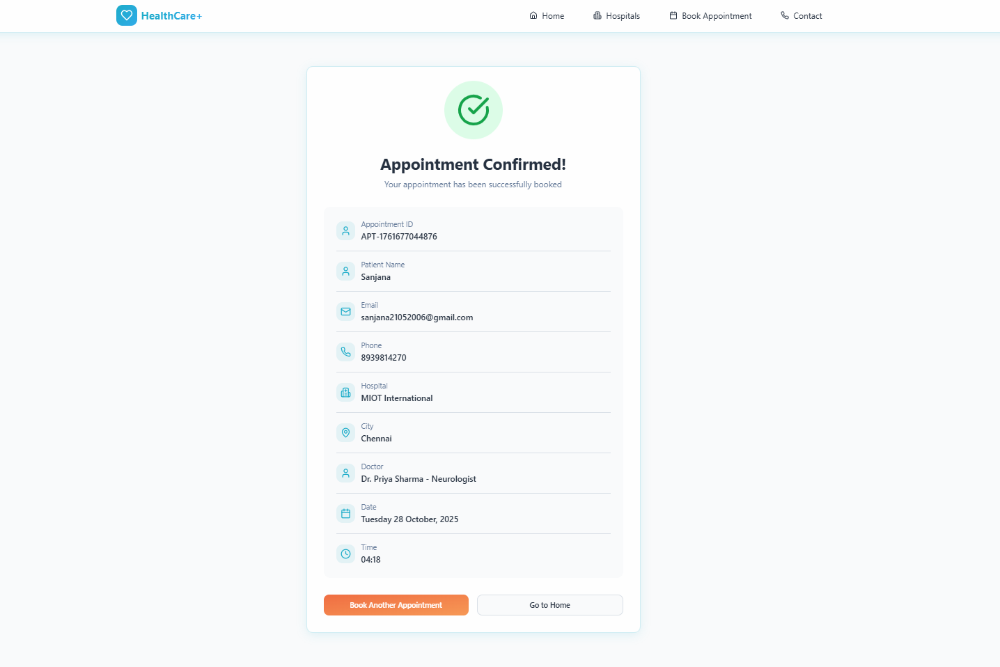 HealthCare+
Home
Hospitals
Book Appointment
Contact
Appointment Confirmed!
Your appointment has been successfully booked
Appointment ID
APT-1761677044876
Patient Name
Sanjana
Email
sanjana21052006@gmail.com
Phone
8939814270
Hospital
MIOT International
City
Chennai
Doctor
Dr. Priya Sharma - Neurologist
Date
Tuesday 28 October, 2025
Time
04:18
Book Another Appointment
Go to Home